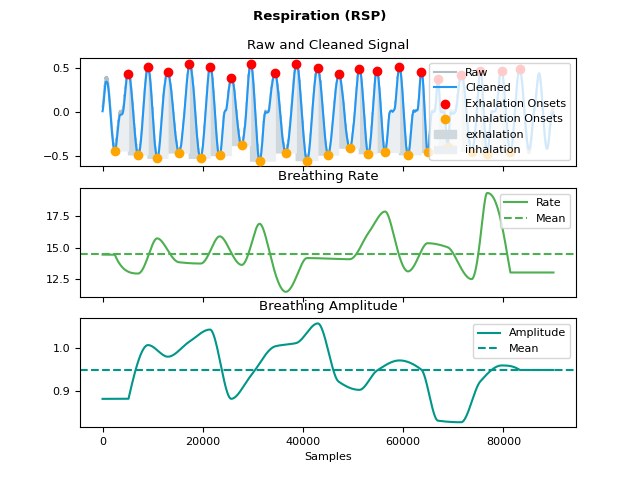 Respiration (RSP)
Raw and Cleaned Signal
0.5
0.0
−0.5
Raw
Cleaned
Exhalation Onsets
Inhalation Onsets
exhalation
inhalation
Breathing Rate
17.5
15.0
12.5
Rate
Mean
Breathing Amplitude
1.0
0.9
Amplitude
Mean
0 20000 40000 60000 80000
Samples